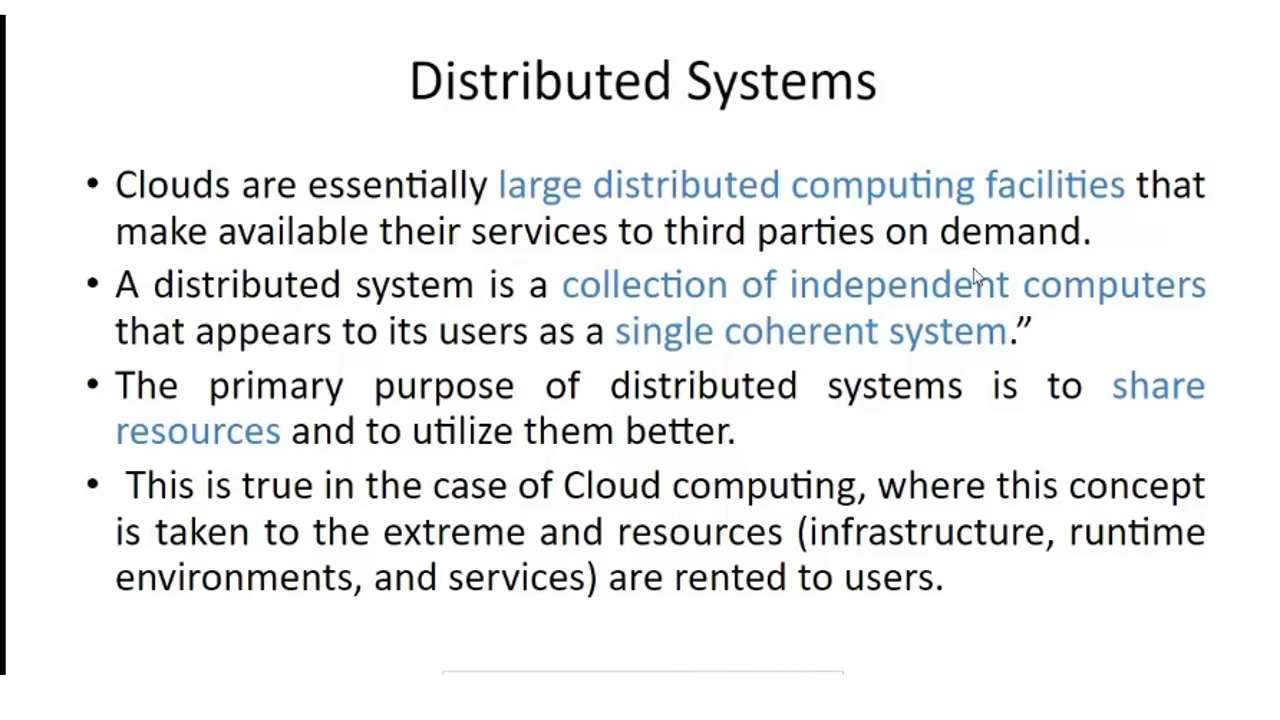 Distributed Systems
• Clouds are essentially large distributed computing facilities that
make available their services to third parties on demand.
• A distributed system is a collection of independent computers
that appears to its users as a single coherent system.”
• The primary purpose of distributed systems is to share
resources and to utilize them better.
• This is true in the case of Cloud computing, where this concept
is taken to the extreme and resources (infrastructure, runtime
environments, and services) are rented to users.